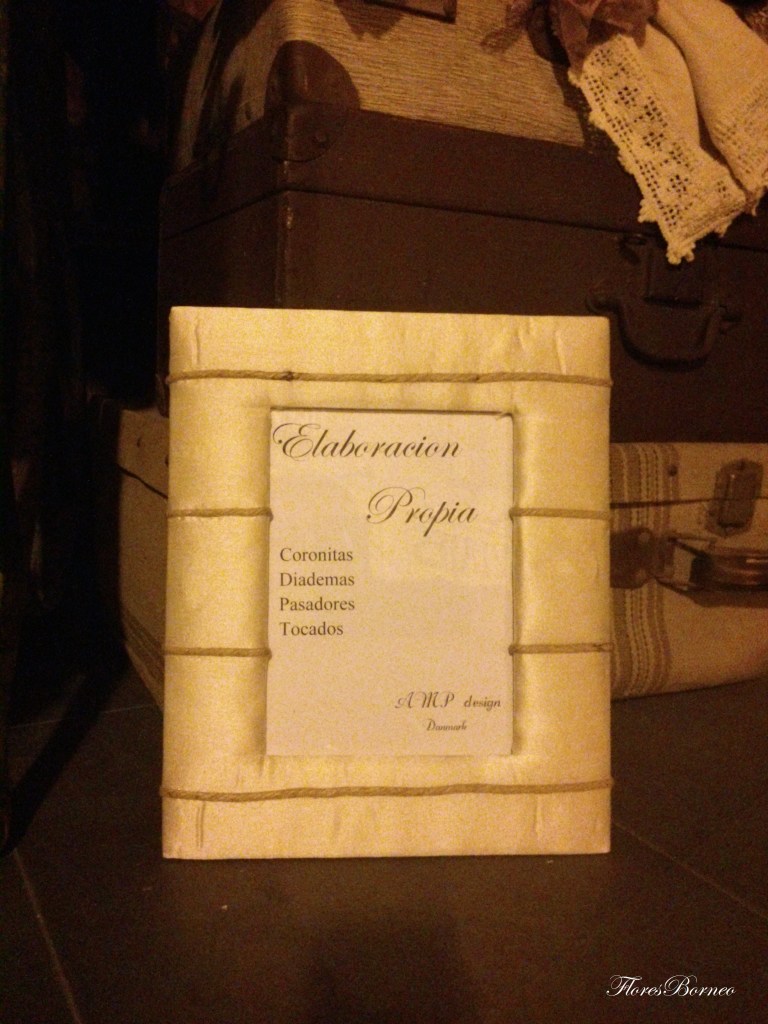 Elaboracion
Propia
Coronitas
Diademas
Pasadores
Tocados
AMP design
Danmark
FloresBorneo